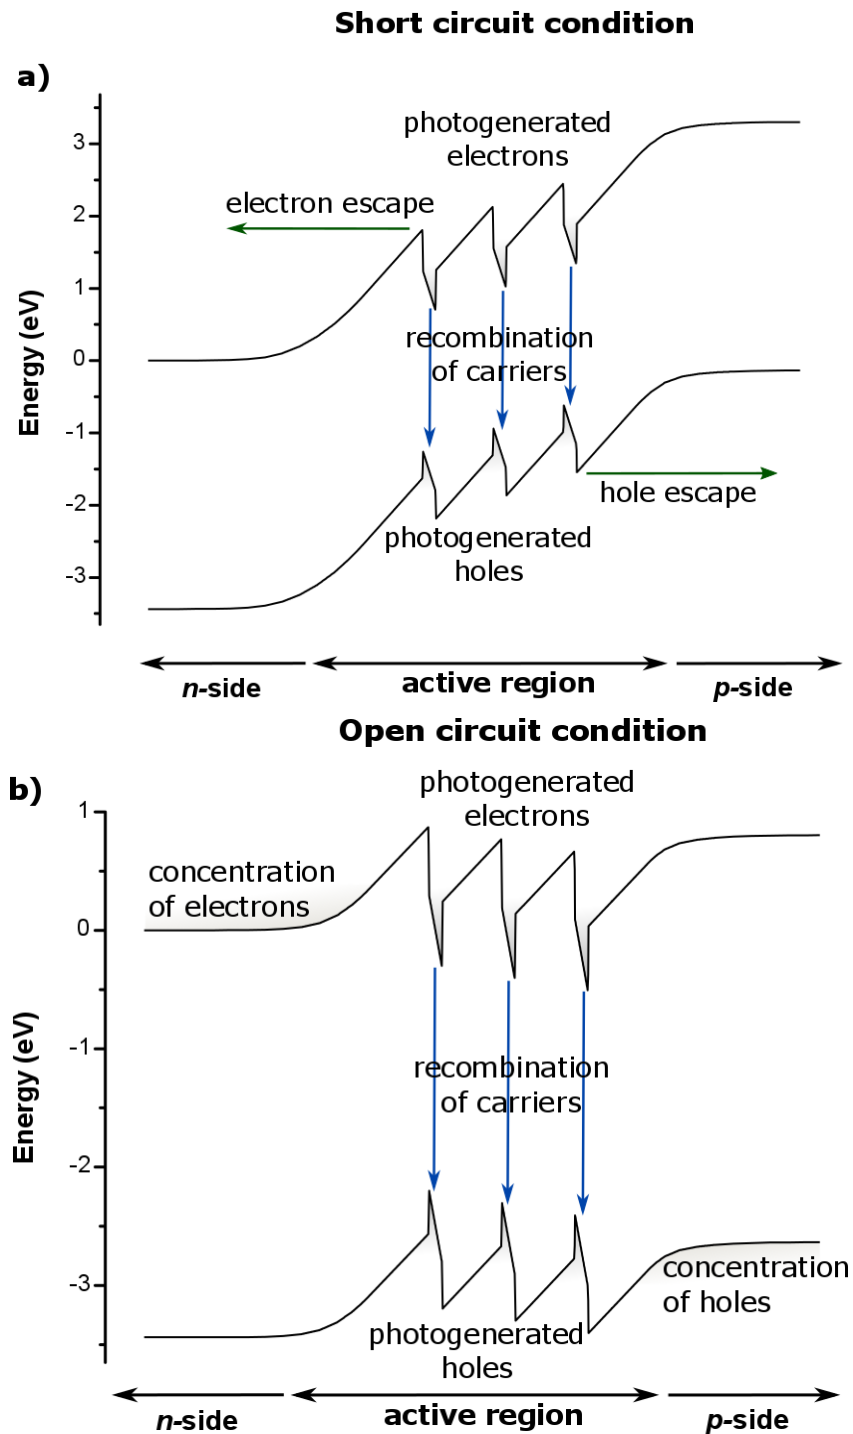 Short circuit condition
a)
photogenerated
electrons
electron escape
3
2
1
0
-1
-2
-3
Energy (eV)
recombination
of carriers
hole escape
photogenerated
holes
n-side
active region
p-side
Open circuit condition
b)
photogenerated
electrons
concentration
of electrons
1
0
-1
-2
-3
Energy (eV)
recombination
of carriers
concentration
of holes
photogenerated
holes
n-side
active region
p-side